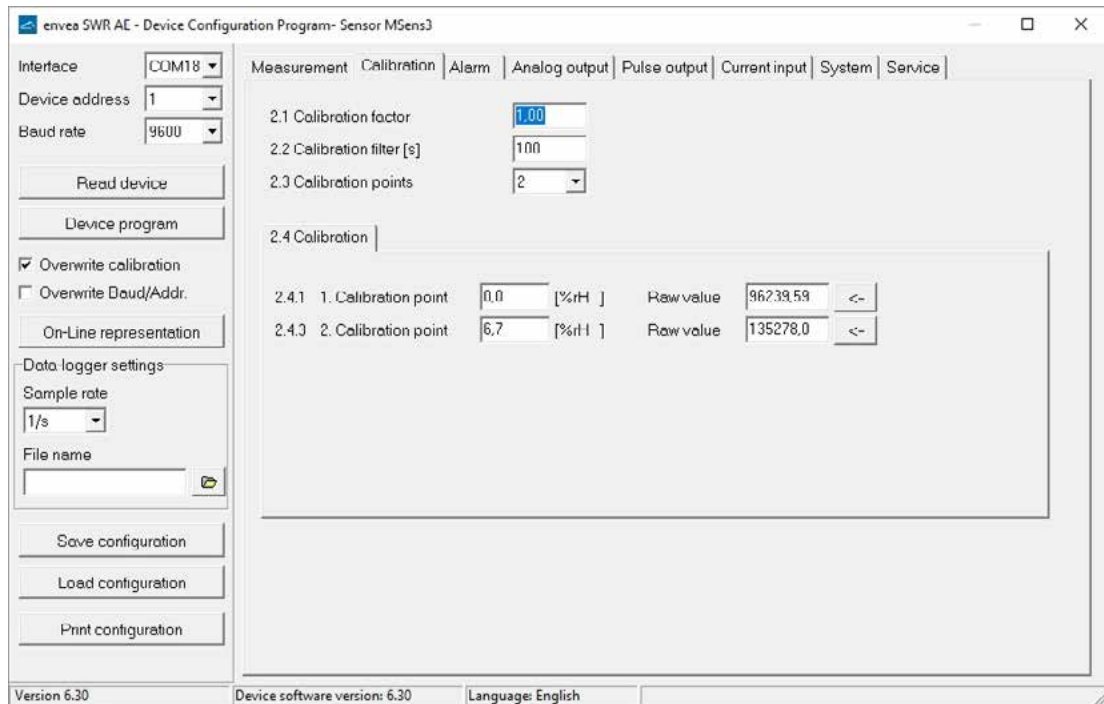 envea SWR AE - Device Configuration Program- Sensor MSens3
Interface COM18
Device address 1
Baud rate 9600
Read device
Device program
Overwrite calibration
Overwrite Baud/Addr.
On-Line representation
Data logger settings
Sample rate
1/s
File name
Save configuration
Load configuration
Print configuration
Measurement Calibration Alarm Analog output Pulse output Current input System Service
2.1 Calibration factor 1,00
2.2 Calibration filter [s] 100
2.3 Calibration points 2
2.4 Calibration
2.4.1 1. Calibration point 0,0 [%rH ] Raw value 96239,59 <-
2.4.3 2. Calibration point 6,7 [%rH ] Raw value 135278,0 <-
Version 6.30 Device software version: 6.30 Language: English